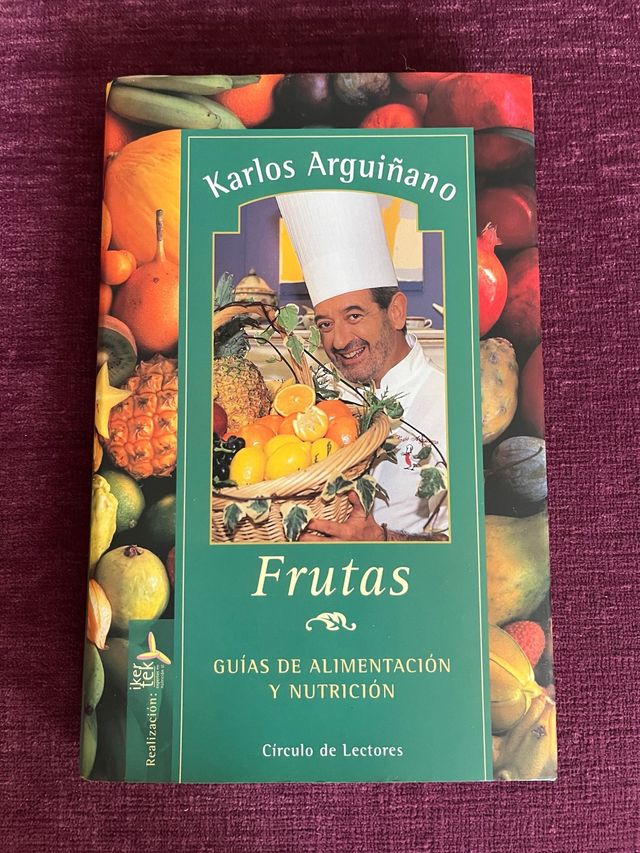 Karlos Arguiñano
Frutas
GUÍAS DE ALIMENTACIÓN
Y NUTRICIÓN
Círculo de Lectores
Realización:
iker
tek